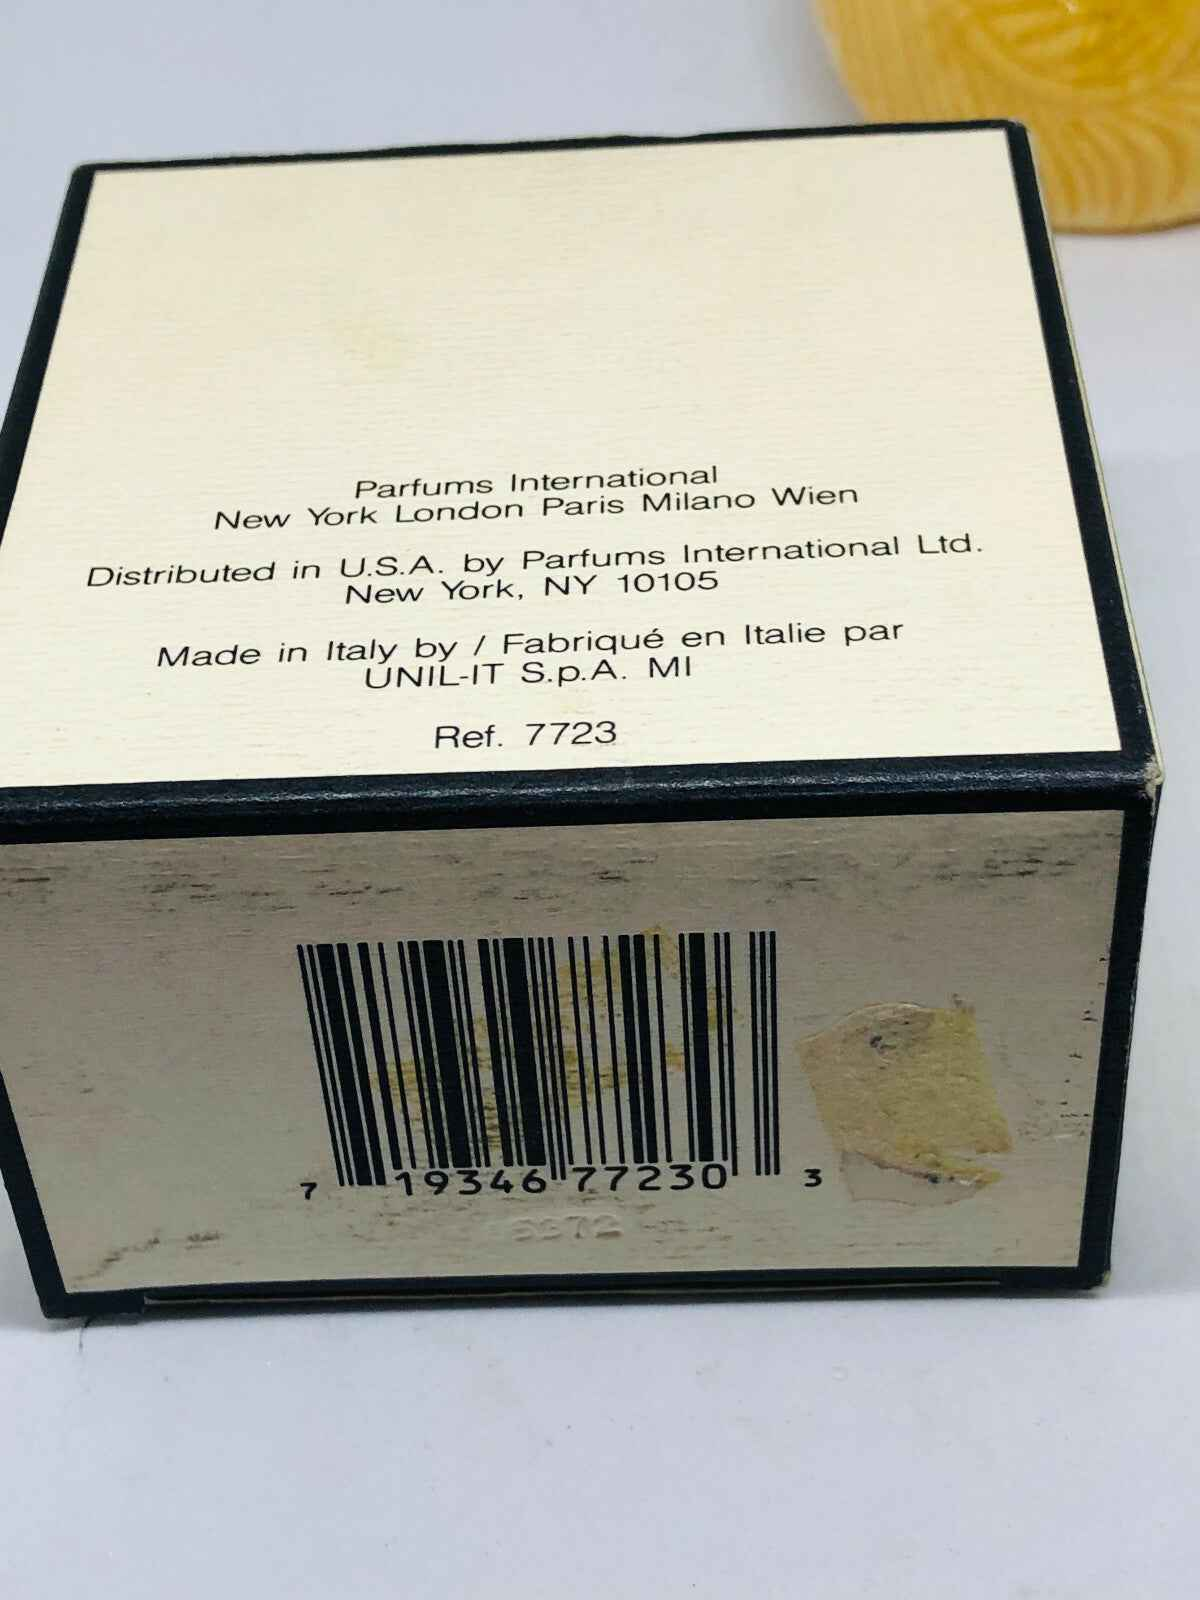 Parfums International
New York London Paris Milano Wien
Distributed in U.S.A. by Parfums International Ltd.
New York, NY 10105
Made in Italy by / Fabriqué en Italie par
UNIL-IT S.p.A. MI
Ref. 7723
7 19346 77230 3